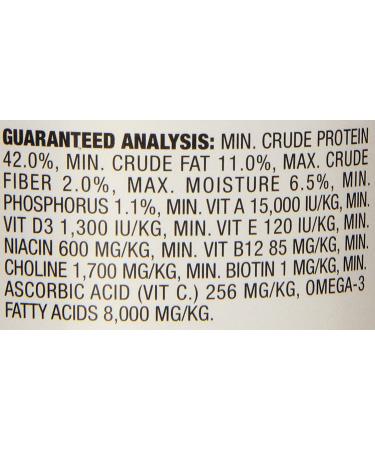 GUARANTEED ANALYSIS: MIN. CRUDE PROTEIN
42.0%, MIN. CRUDE FAT 11.0%, MAX. CRUDE
FIBER 2.0%, MAX. MOISTURE 6.5%, MIN.
PHOSPHORUS 1.1%, MIN. VIT A 15,000 IU/KG, MIN.
VIT D3 1,300 IU/KG, MIN. VIT E 120 IU/KG, MIN.
NIACIN 600 MG/KG, MIN. VIT B12 85 MG/KG, MIN.
CHOLINE 1,700 MG/KG, MIN. BIOTIN 1 MG/KG, MIN.
ASCORBIC ACID (VIT C.) 256 MG/KG, OMEGA-3
FATTY ACIDS 8,000 MG/KG.